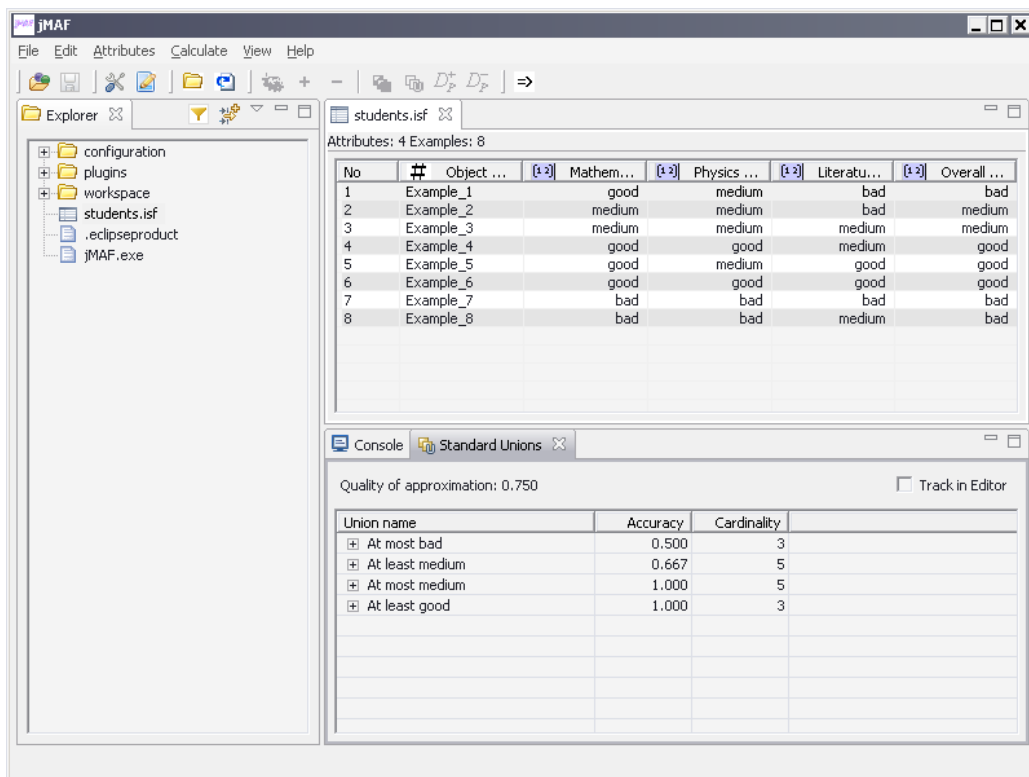 jMAF
File Edit Attributes Calculate View Help
Explorer
configuration
plugins
workspace
students.isf
.eclipseproduct
jMAF.exe
students.isf
Attributes: 4 Examples: 8
No # Object ... [12] Mathem... [12] Physics ... [12] Literatu... [12] Overall ...
1 Example_1 good medium bad bad
2 Example_2 medium medium bad medium
3 Example_3 medium medium medium medium
4 Example_4 good good medium good
5 Example_5 good medium good good
6 Example_6 good good good good
7 Example_7 bad bad bad bad
8 Example_8 bad bad medium bad
Console Standard Unions
Quality of approximation: 0.750 Track in Editor
Union name Accuracy Cardinality
At most bad 0.500 3
At least medium 0.667 5
At most medium 1.000 5
At least good 1.000 3